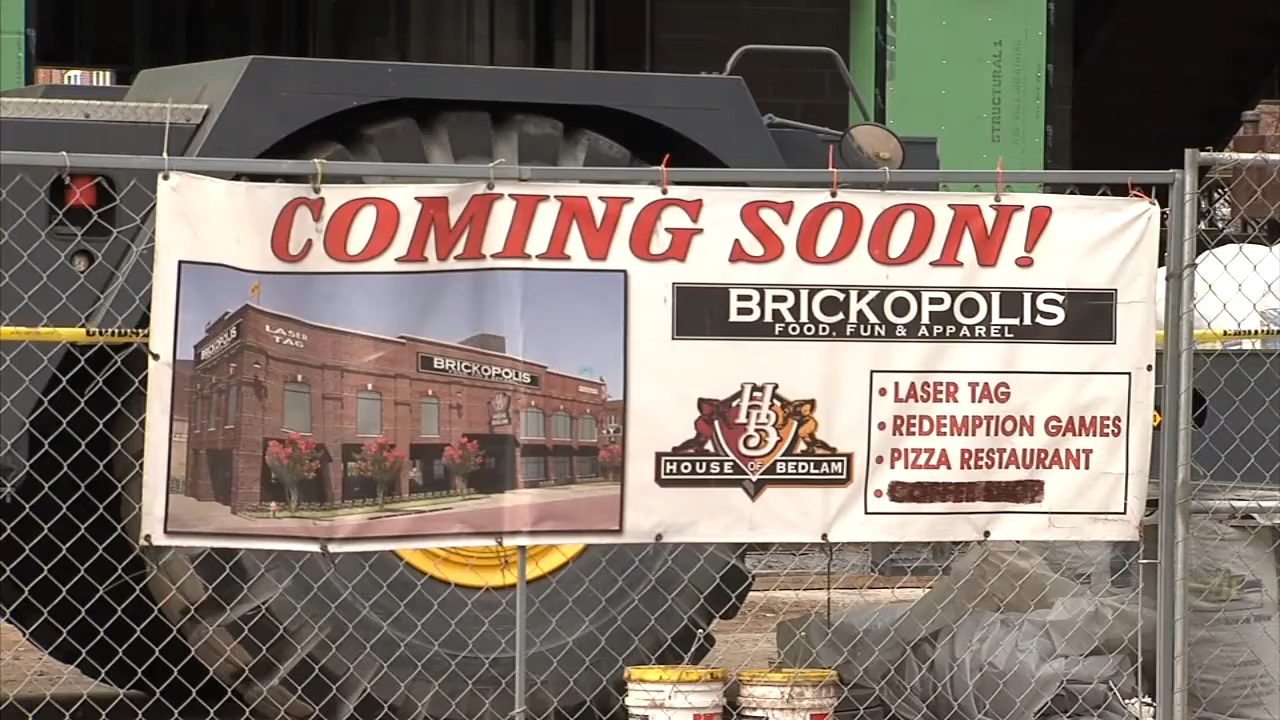 STRUCTURAL 1
COMING SOON!
BRICKOPOLIS
FOOD, FUN & APPAREL
BRICKOPOLIS
LASER
TAG
BRICKOPOLIS
HB
HOUSE OF BEDLAM
• LASER TAG
• REDEMPTION GAMES
• PIZZA RESTAURANT